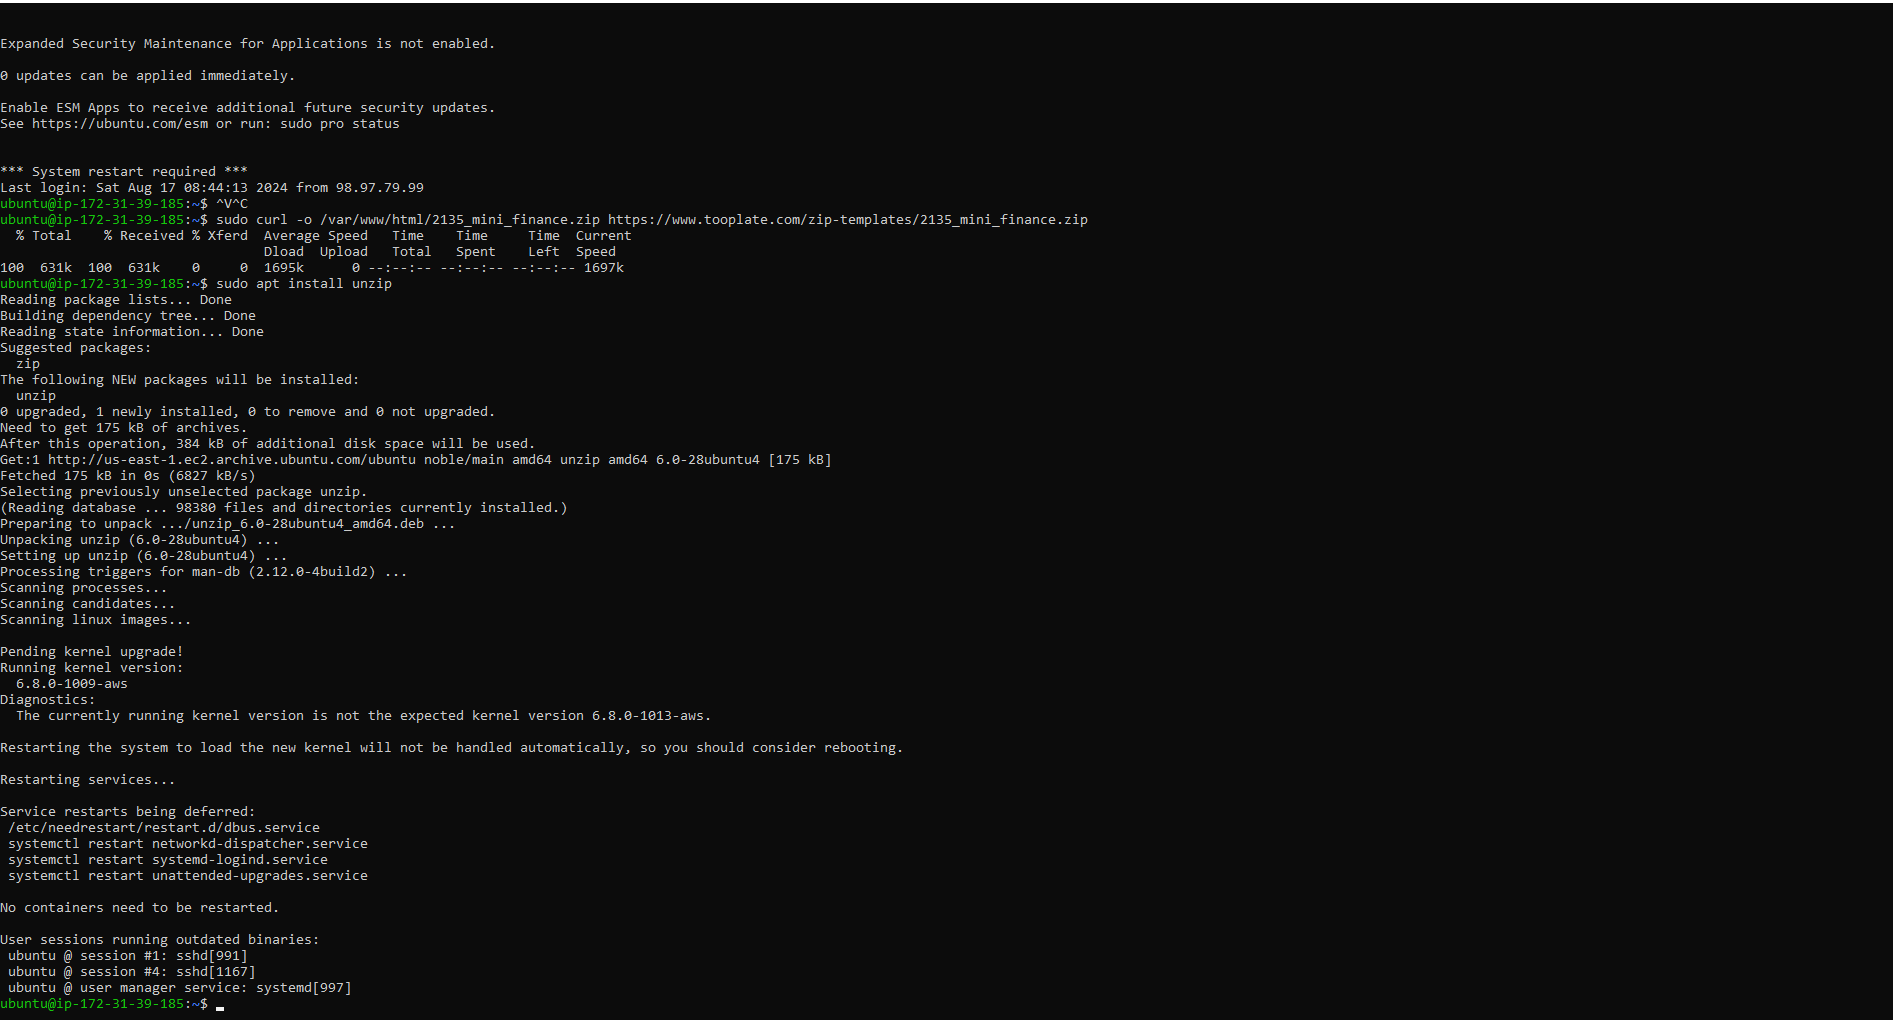 Expanded Security Maintenance for Applications is not enabled.
0 updates can be applied immediately.
Enable ESM Apps to receive additional future security updates.
See https://ubuntu.com/esm or run: sudo pro status
*** System restart required ***
Last login: Sat Aug 17 08:44:13 2024 from 98.97.79.99
ubuntu@ip-172-31-39-185:~$ ^V^C
ubuntu@ip-172-31-39-185:~$ sudo curl -o /var/www/html/2135_mini_finance.zip https://www.tooplate.com/zip-templates/2135_mini_finance.zip
  % Total    % Received % Xferd  Average Speed   Time    Time     Time  Current
                                 Dload  Upload   Total   Spent    Left  Speed
100  631k  100  631k    0     0  1695k      0 --:--:-- --:--:-- --:--:-- 1697k
ubuntu@ip-172-31-39-185:~$ sudo apt install unzip
Reading package lists... Done
Building dependency tree... Done
Reading state information... Done
Suggested packages:
  zip
The following NEW packages will be installed:
  unzip
0 upgraded, 1 newly installed, 0 to remove and 0 not upgraded.
Need to get 175 kB of archives.
After this operation, 384 kB of additional disk space will be used.
Get:1 http://us-east-1.ec2.archive.ubuntu.com/ubuntu noble/main amd64 unzip amd64 6.0-28ubuntu4 [175 kB]
Fetched 175 kB in 0s (6827 kB/s)
Selecting previously unselected package unzip.
(Reading database ... 98380 files and directories currently installed.)
Preparing to unpack .../unzip_6.0-28ubuntu4_amd64.deb ...
Unpacking unzip (6.0-28ubuntu4) ...
Setting up unzip (6.0-28ubuntu4) ...
Processing triggers for man-db (2.12.0-4build2) ...
Scanning processes...
Scanning candidates...
Scanning linux images...
Pending kernel upgrade!
Running kernel version:
  6.8.0-1009-aws
Diagnostics:
  The currently running kernel version is not the expected kernel version 6.8.0-1013-aws.
Restarting the system to load the new kernel will not be handled automatically, so you should consider rebooting.
Restarting services...
Service restarts being deferred:
 /etc/needrestart/restart.d/dbus.service
 systemctl restart networkd-dispatcher.service
 systemctl restart systemd-logind.service
 systemctl restart unattended-upgrades.service
No containers need to be restarted.
User sessions running outdated binaries:
 ubuntu @ session #1: sshd[991]
 ubuntu @ session #4: sshd[1167]
 ubuntu @ user manager service: systemd[997]
ubuntu@ip-172-31-39-185:~$